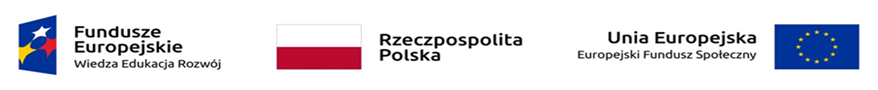 Fundusze
Europejskie
Wiedza Edukacja Rozwój
Rzeczpospolita
Polska
Unia Europejska
Europejski Fundusz Społeczny